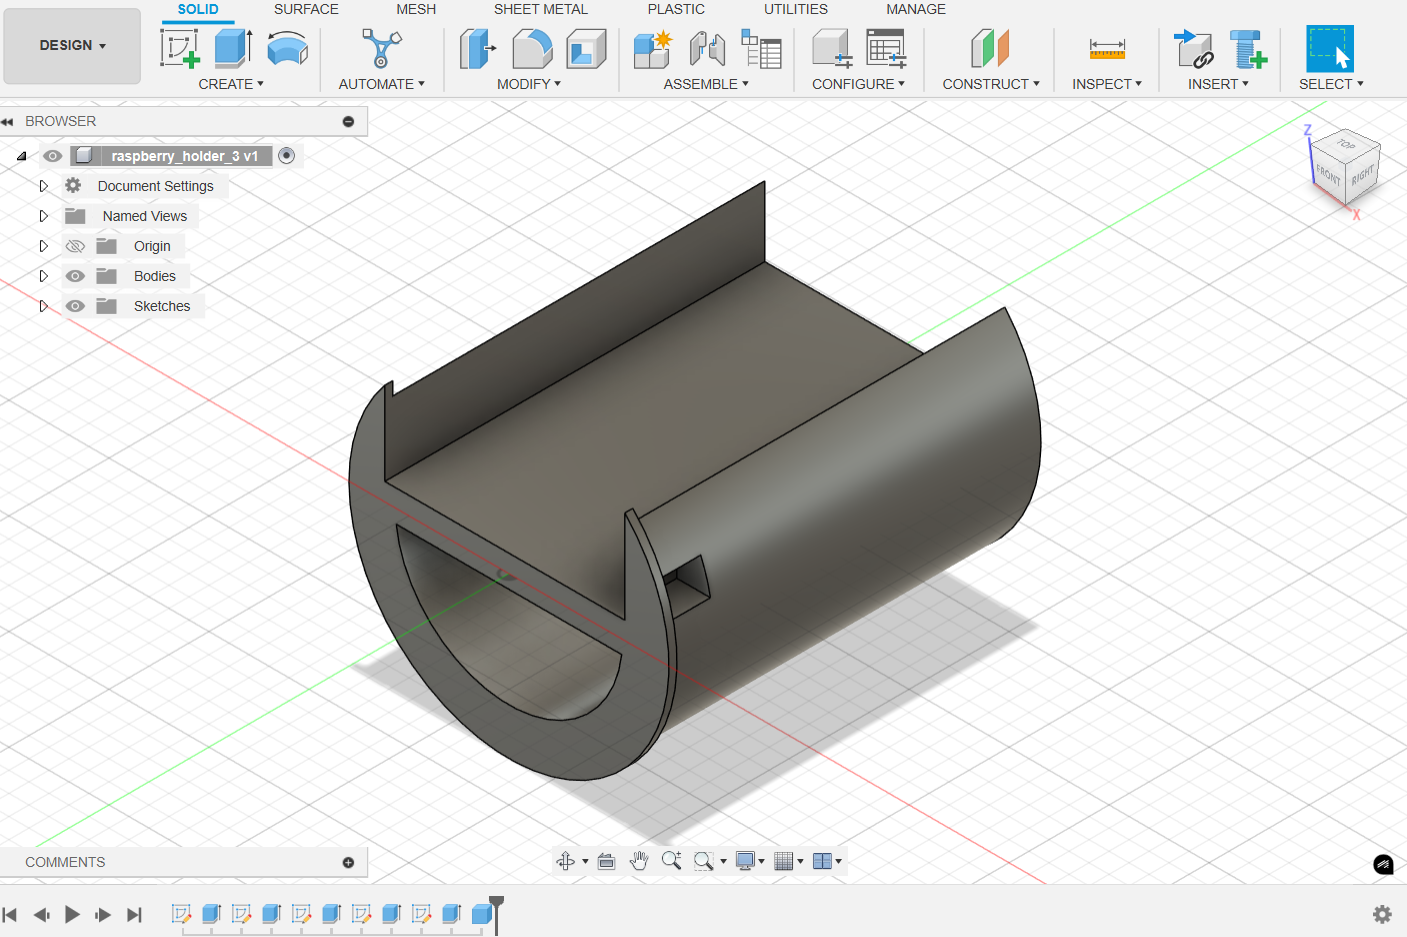 SOLID SURFACE MESH SHEET METAL PLASTIC UTILITIES MANAGE
DESIGN
CREATE AUTOMATE MODIFY ASSEMBLE CONFIGURE CONSTRUCT INSPECT INSERT SELECT
BROWSER
raspberry_holder_3 v1
Document Settings
Named Views
Origin
Bodies
Sketches
Z
TOP
FRONT RIGHT
X
COMMENTS